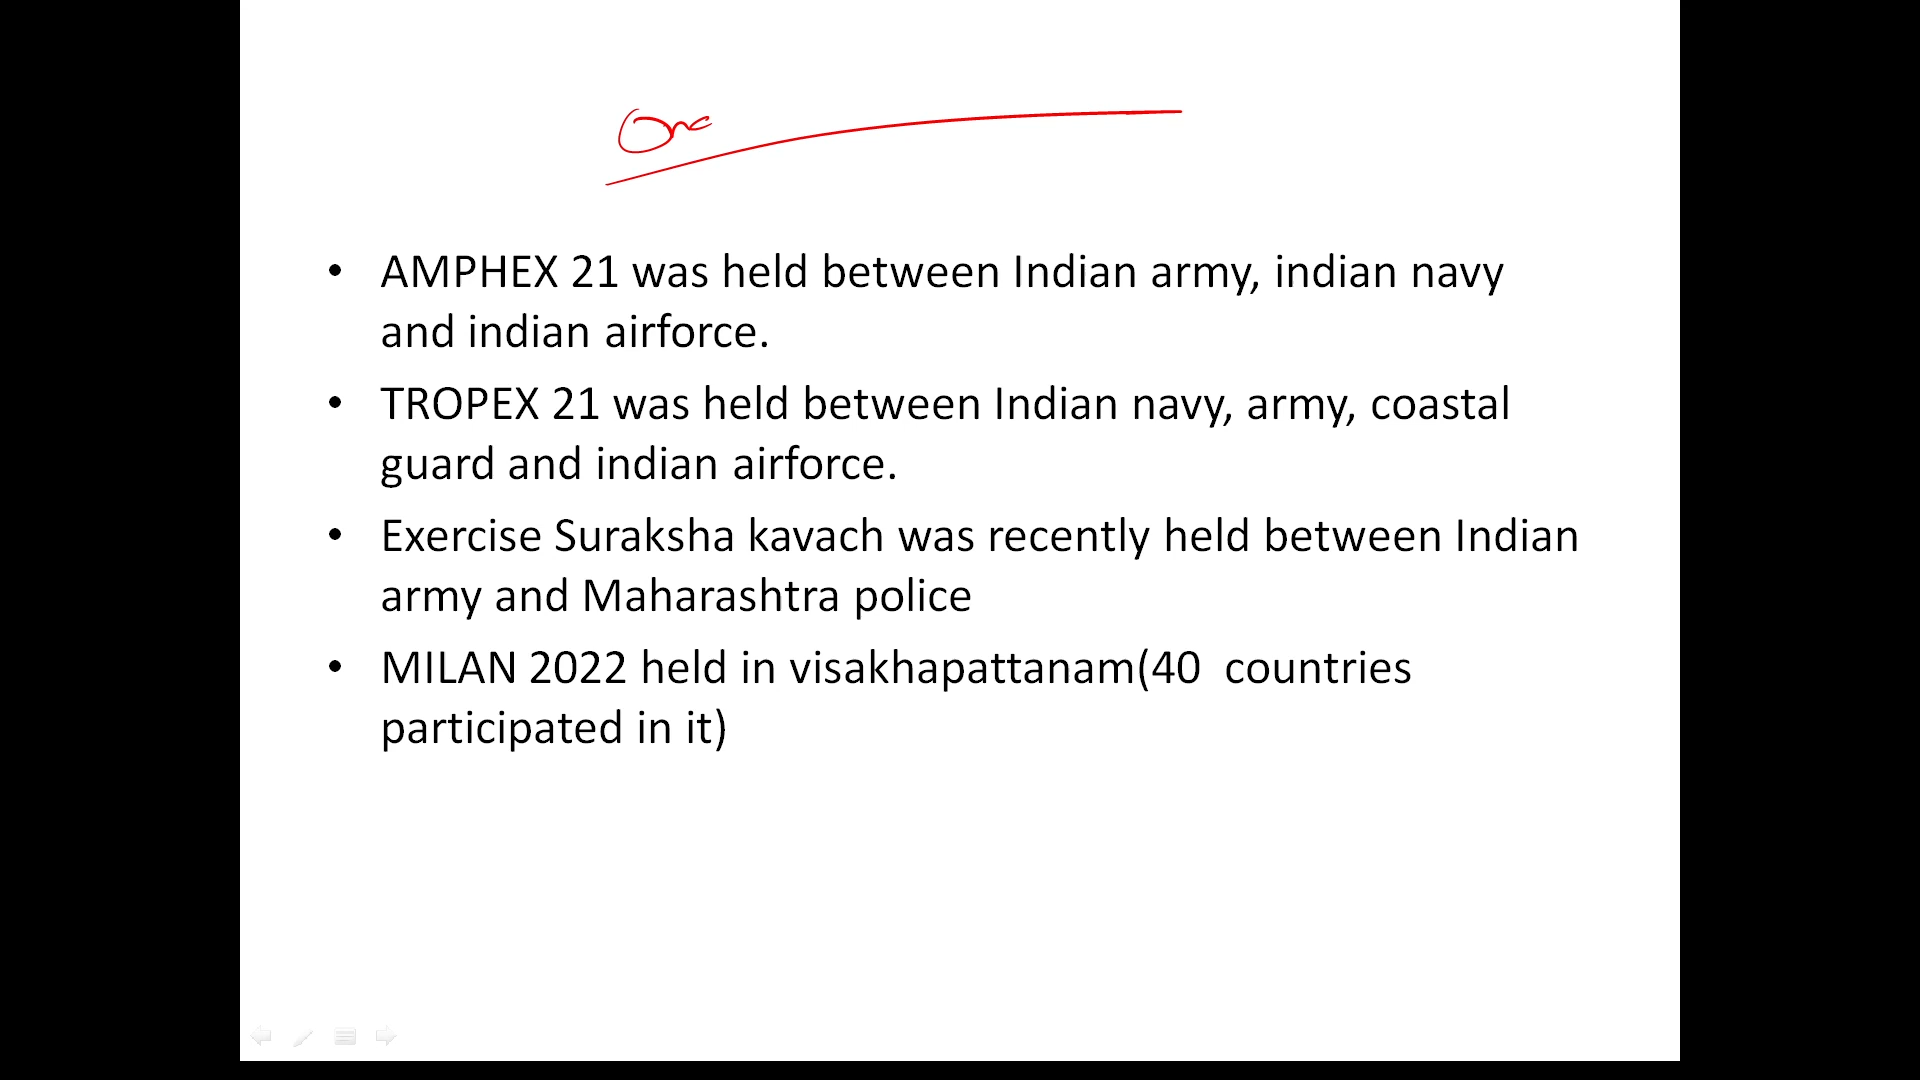 One
• AMPHEX 21 was held between Indian army, indian navy
and indian airforce.
• TROPEX 21 was held between Indian navy, army, coastal
guard and indian airforce.
• Exercise Suraksha kavach was recently held between Indian
army and Maharashtra police
• MILAN 2022 held in visakhapattanam(40  countries
participated in it)